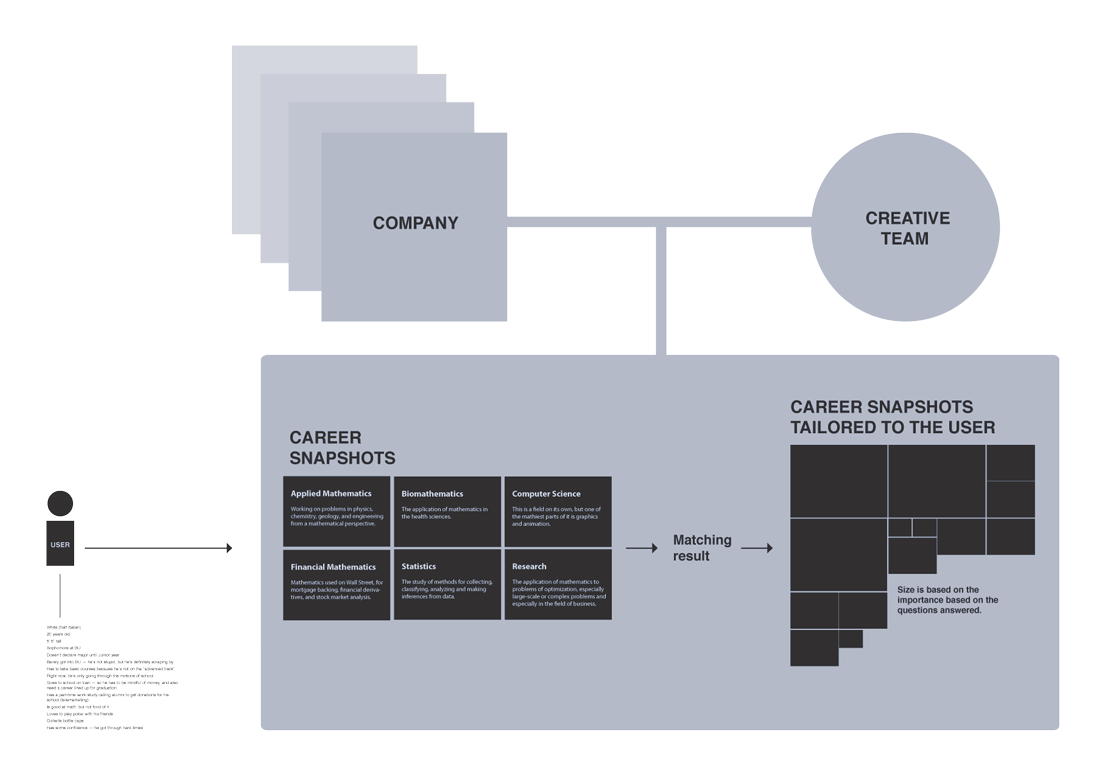 COMPANY
CREATIVE
TEAM
CAREER SNAPSHOTS
TAILORED TO THE USER
CAREER
SNAPSHOTS
Applied Mathematics
Working on problems in physics,
chemistry, geology, and engineering
from a mathematical perspective.
Biomathematics
The application of mathematics in
the health sciences.
Computer Science
This is a field on its own, but one of
the mathiest parts of it is graphics
and animation.
Financial Mathematics
Mathematics used on Wall Street, for
mortgage backing, financial deriva-
tives, and stock market analysis.
Statistics
The study of methods for collecting,
classifying, analyzing and making
inferences from data.
Research
The application of mathematics to
problems of optimization, especially
large-scale or complex problems and
especially in the field of business.
Matching
result
Size is based on the
importance based on the
questions answered.
USER
White (half Italian)
20 years old
tall
Sophomore at BU
Doesn't declare major until Junior year
Barely got into BU — he's not stupid, but he's definitely scraping by
Has to take basic courses because he's not on the "advanced track"
Right now, he's only going through the motions of school
Goes to school on loan — so he has to be mindful of money and also
need a career lined up for graduation
Has a part-time work-study calling alumni to get donations for his
school (telemarketing)
Is good at math, but not fond of it
Loves to play poker with his friends
Collects bottle caps
Has some confidence — he got through hard times